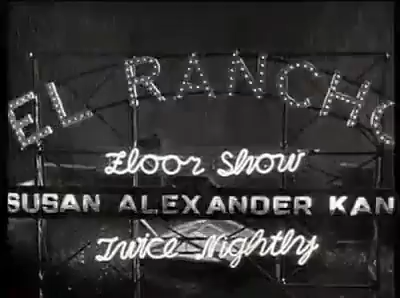 EL RANCHO
Floor Show
SUSAN ALEXANDER KAN
Twice Nightly